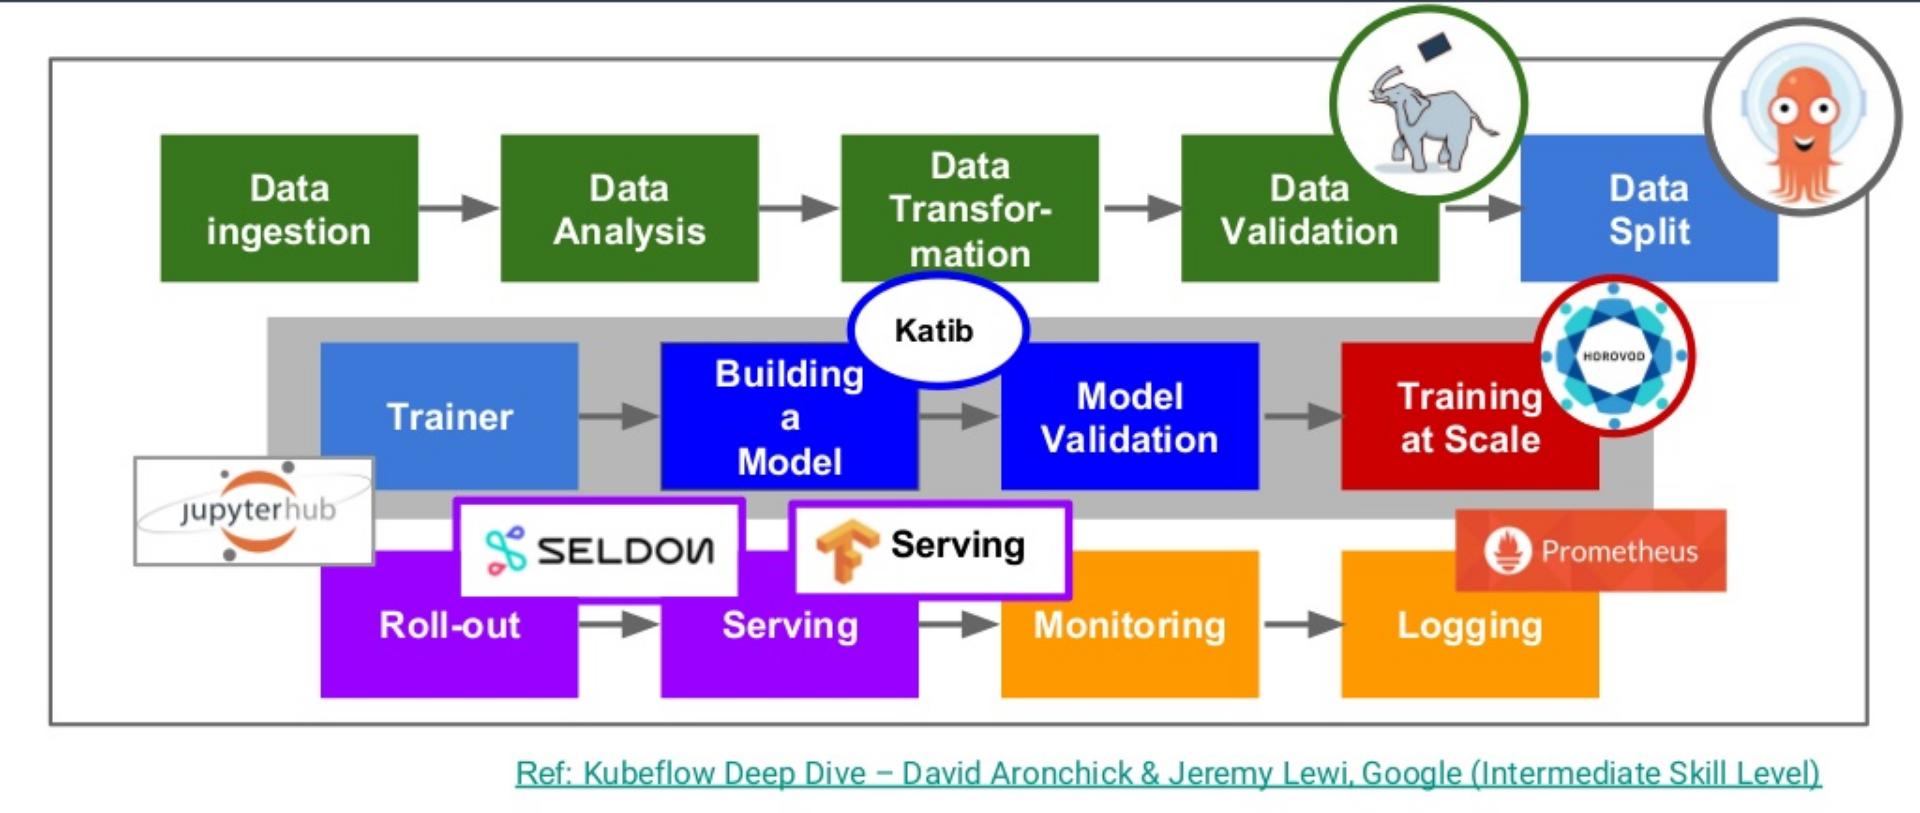 Data
ingestion
Data
Analysis
Data
Transfor-
mation
Data
Validation
Data
Split
Katib
HOROVOD
Trainer
Building
a
Model
Model
Validation
Training
at Scale
jupyterhub
SELDON
Serving
Prometheus
Roll-out
Serving
Monitoring
Logging
Ref: Kubeflow Deep Dive – David Aronchick & Jeremy Lewi, Google (Intermediate Skill Level)